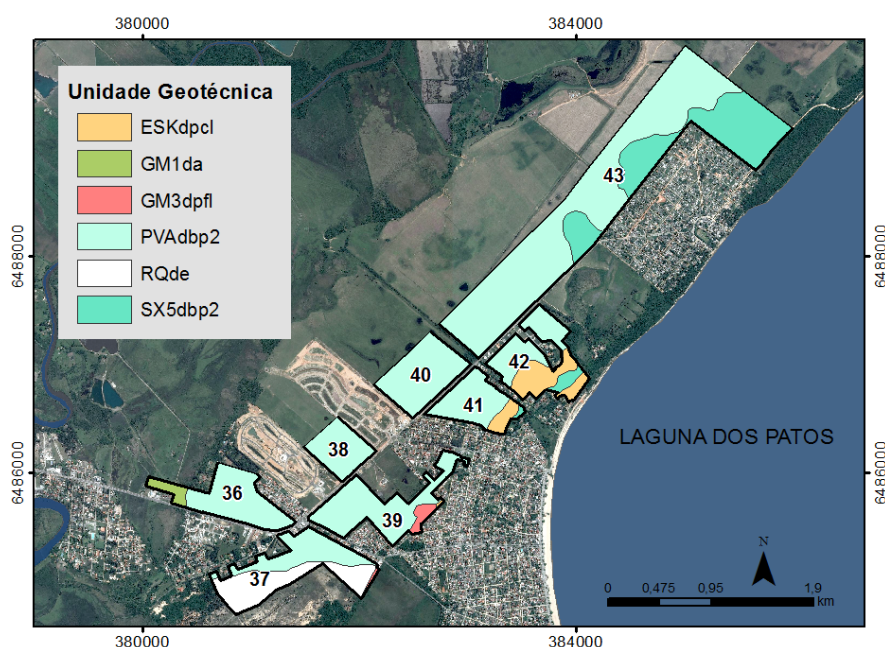 380000
384000
Unidade Geotécnica
ESKdpcl
GM1da
GM3dpfl
PVAdbp2
RQde
SX5dbp2
6488000
6488000
6486000
6486000
43
42
40
41
38
36
39
37
LAGUNA DOS PATOS
N
0 0,475 0,95 1,9
km
380000
384000